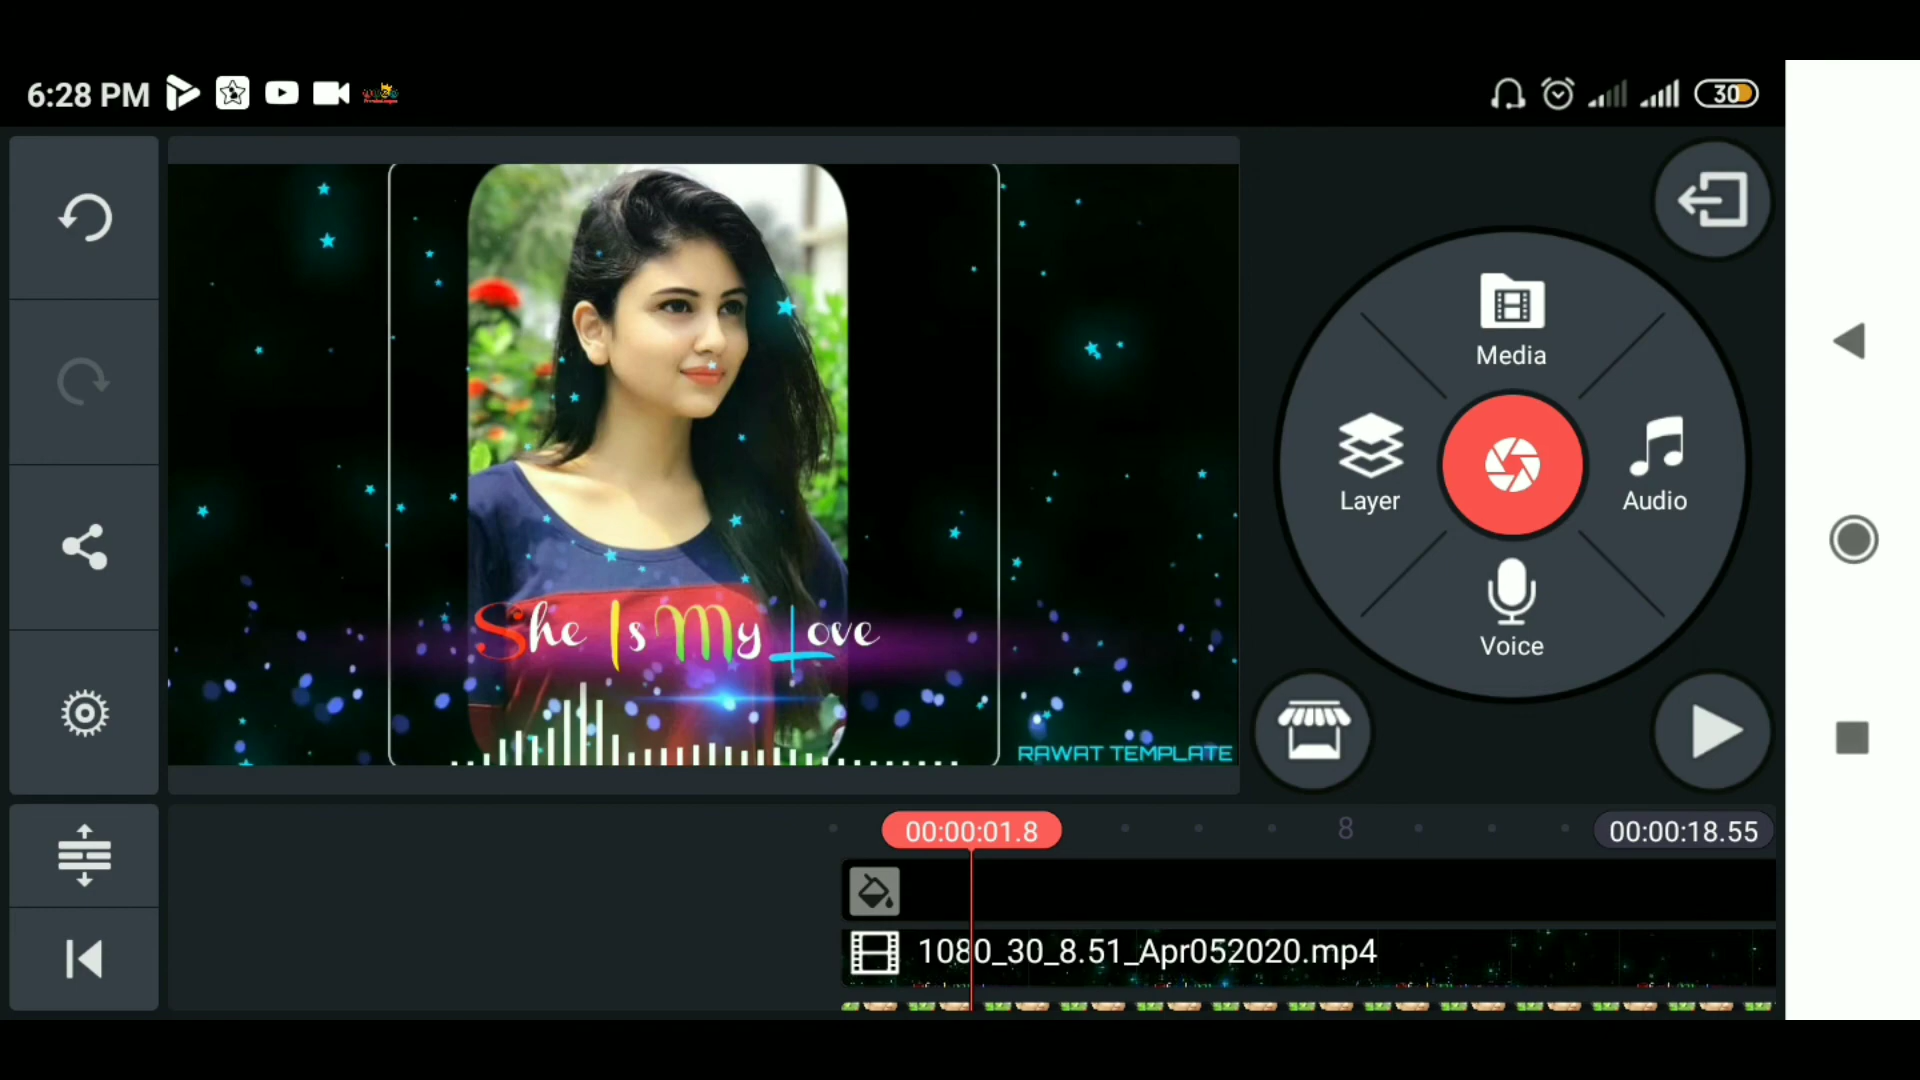 6:28 PM
30
Media
Layer
Audio
Voice
She Is My Love
RAWAT TEMPLATE
00:00:01.8
8
00:00:18.55
1080_30_8.51_Apr052020.mp4